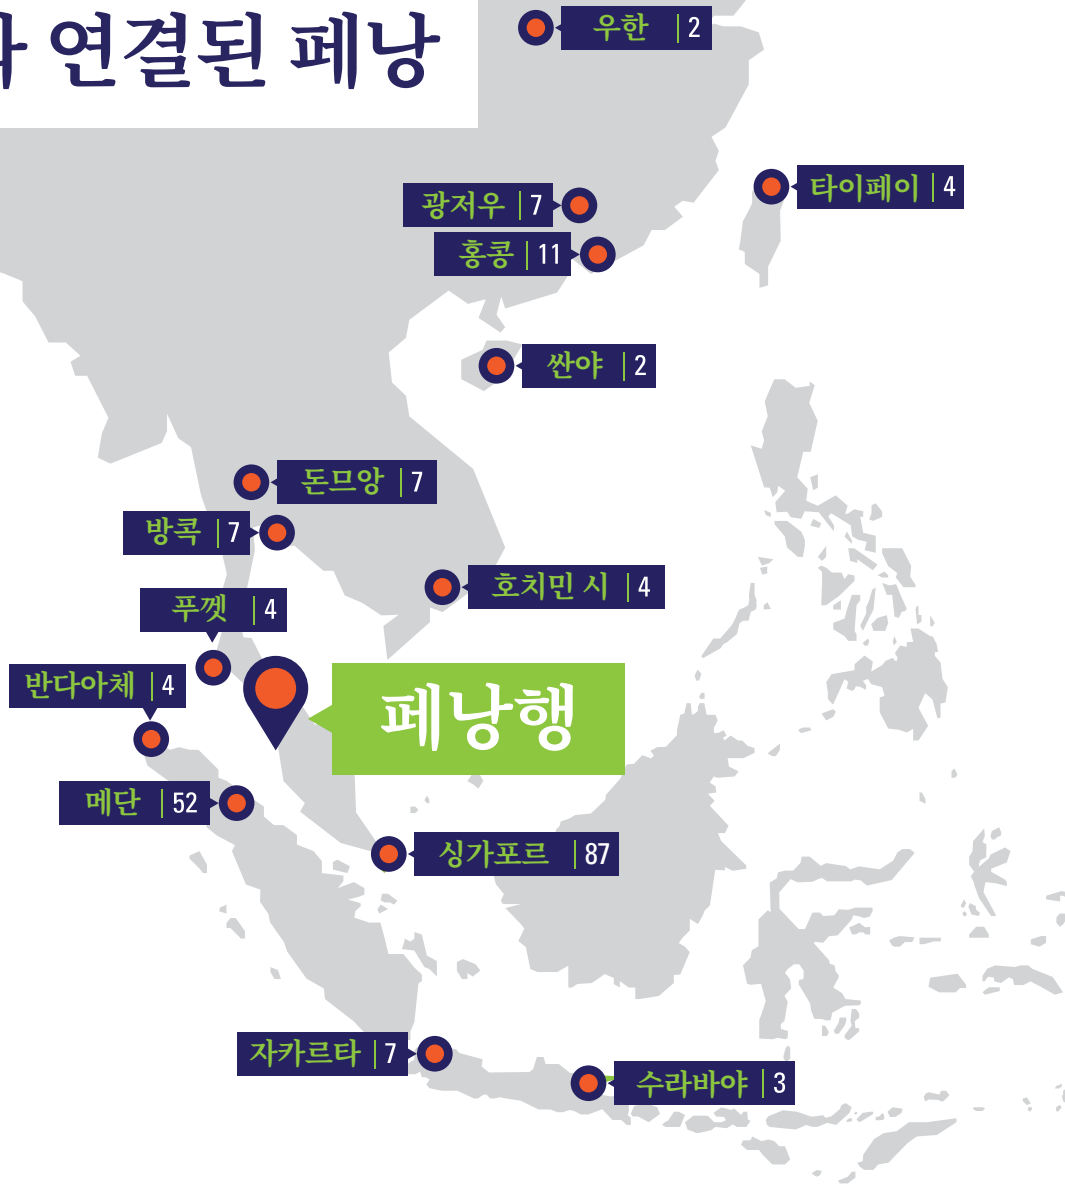 연결된 페낭
우한 2
타이페이 4
광저우 7
홍콩 11
싼야 2
돈므앙 7
방콕 7
호치민 시 4
푸껫 4
반다아체 4
페낭행
메단 52
싱가포르 87
자카르타 7
수라바야 3